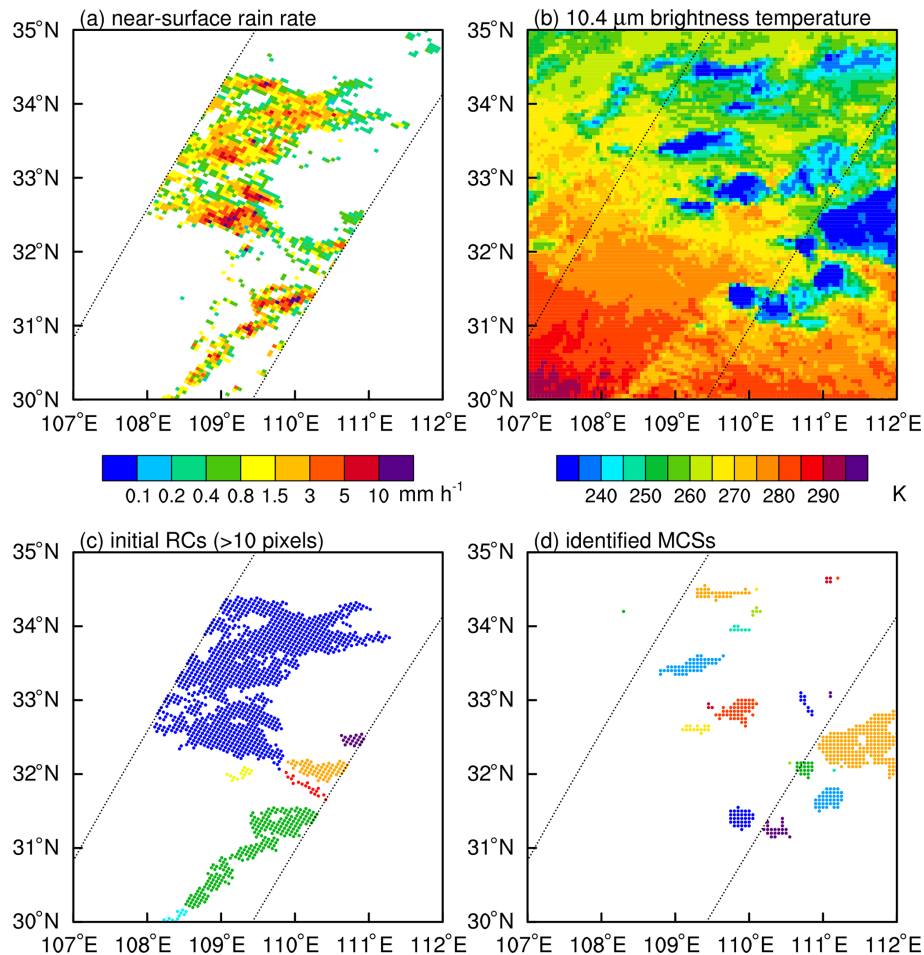 (a) near-surface rain rate
35°N
34°N
33°N
32°N
31°N
30°N
107°E 108°E 109°E 110°E 111°E 112°E
0.1 0.2 0.4 0.8 1.5 3 5 10 mm h⁻¹
(b) 10.4 μm brightness temperature
35°N
34°N
33°N
32°N
31°N
30°N
107°E 108°E 109°E 110°E 111°E 112°E
240 250 260 270 280 290 K
(c) initial RCs (>10 pixels)
35°N
34°N
33°N
32°N
31°N
30°N
107°E 108°E 109°E 110°E 111°E 112°E
(d) identified MCSs
35°N
34°N
33°N
32°N
31°N
30°N
107°E 108°E 109°E 110°E 111°E 112°E